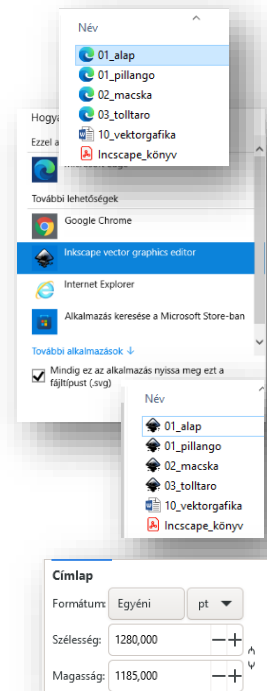 Név
01_alap
01_pillango
02_macska
03_tolltaro
10_vektorgafika
Incscape_könyv
Hogya
Ezzel a
További lehetőségek
Google Chrome
Inkscape vector graphics editor
Internet Explorer
Alkalmazás keresése a Microsoft Store-ban
További alkalmazások ↓
Mindig ez az alkalmazás nyissa meg ezt a
fájltípust (.svg)
Név
01_alap
01_pillango
02_macska
03_tolltaro
10_vektorgafika
Incscape_könyv
Címlap
Formátum: Egyéni pt
Szélesség: 1280,000
Magasság: 1185,000